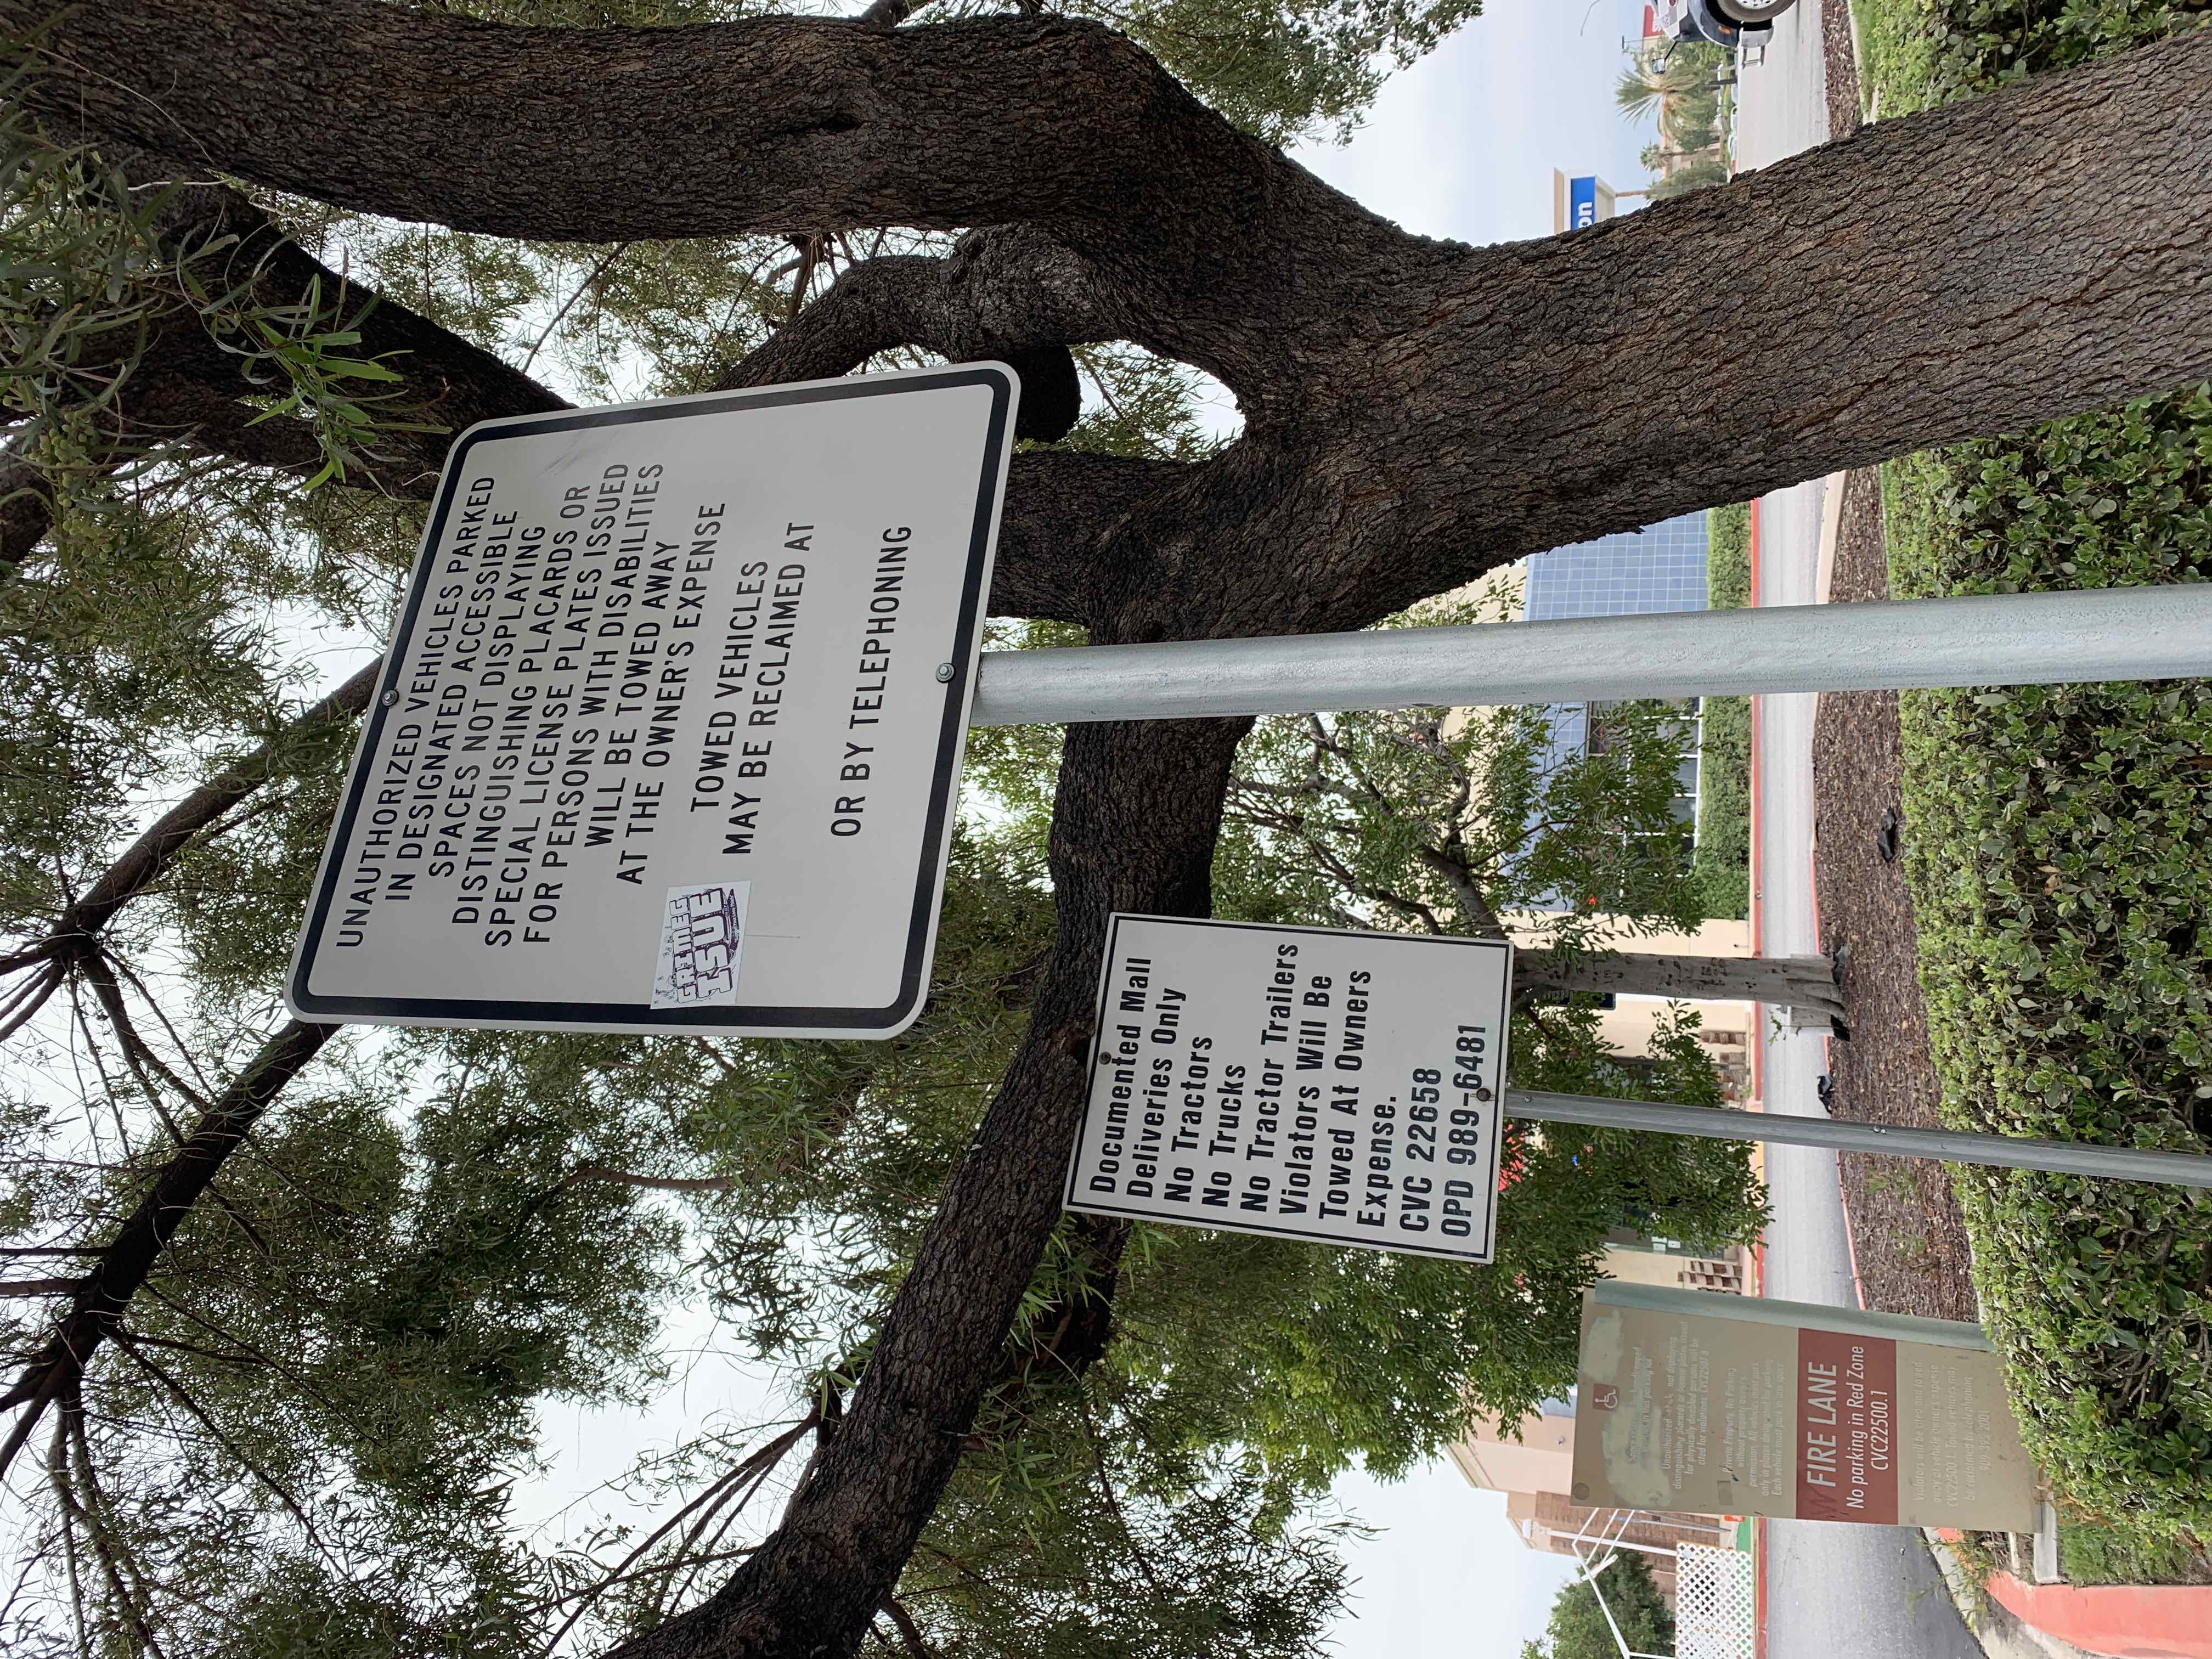 UNAUTHORIZED VEHICLES PARKED
IN DESIGNATED ACCESSIBLE
SPACES NOT DISPLAYING
DISTINGUISHING PLACARDS OR
SPECIAL LICENSE PLATES ISSUED
FOR PERSONS WITH DISABILITIES
WILL BE TOWED AWAY
AT THE OWNER'S EXPENSE
TOWED VEHICLES
MAY BE RECLAIMED AT
OR BY TELEPHONING
ISSUE
Documented Mall
Deliveries Only
No Tractors
No Trucks
No Tractor Trailers
Violators Will Be
Towed At Owners
Expense.
CVC 22658
OPD 989-6481
FIRE LANE
No parking in Red Zone
CVC22500.1
on